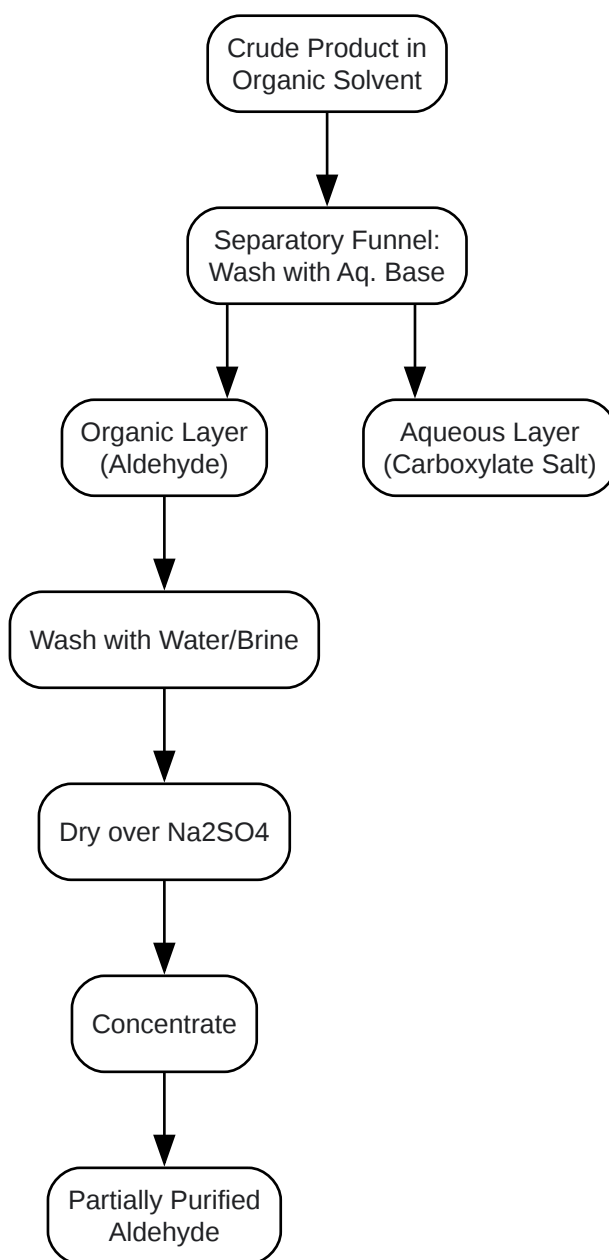 Crude Product in
Organic Solvent
Separatory Funnel:
Wash with Aq. Base
Organic Layer
(Aldehyde)
Aqueous Layer
(Carboxylate Salt)
Wash with Water/Brine
Dry over Na2SO4
Concentrate
Partially Purified
Aldehyde